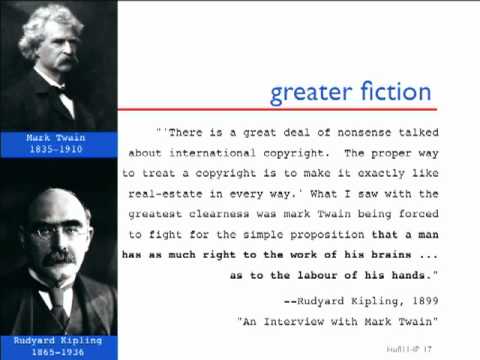 greater fiction
Mark Twain
1835-1910
"'There is a great deal of nonsense talked
about international copyright.  The proper way
to treat a copyright is to make it exactly like
real-estate in every way.' What I saw with the
greatest clearness was mark Twain being forced
to fight for the simple proposition that a man
has as much right to the work of his brains ...
as to the labour of his hands."
--Rudyard Kipling, 1899
"An Interview with Mark Twain"
Rudyard Kipling
1865-1936
17